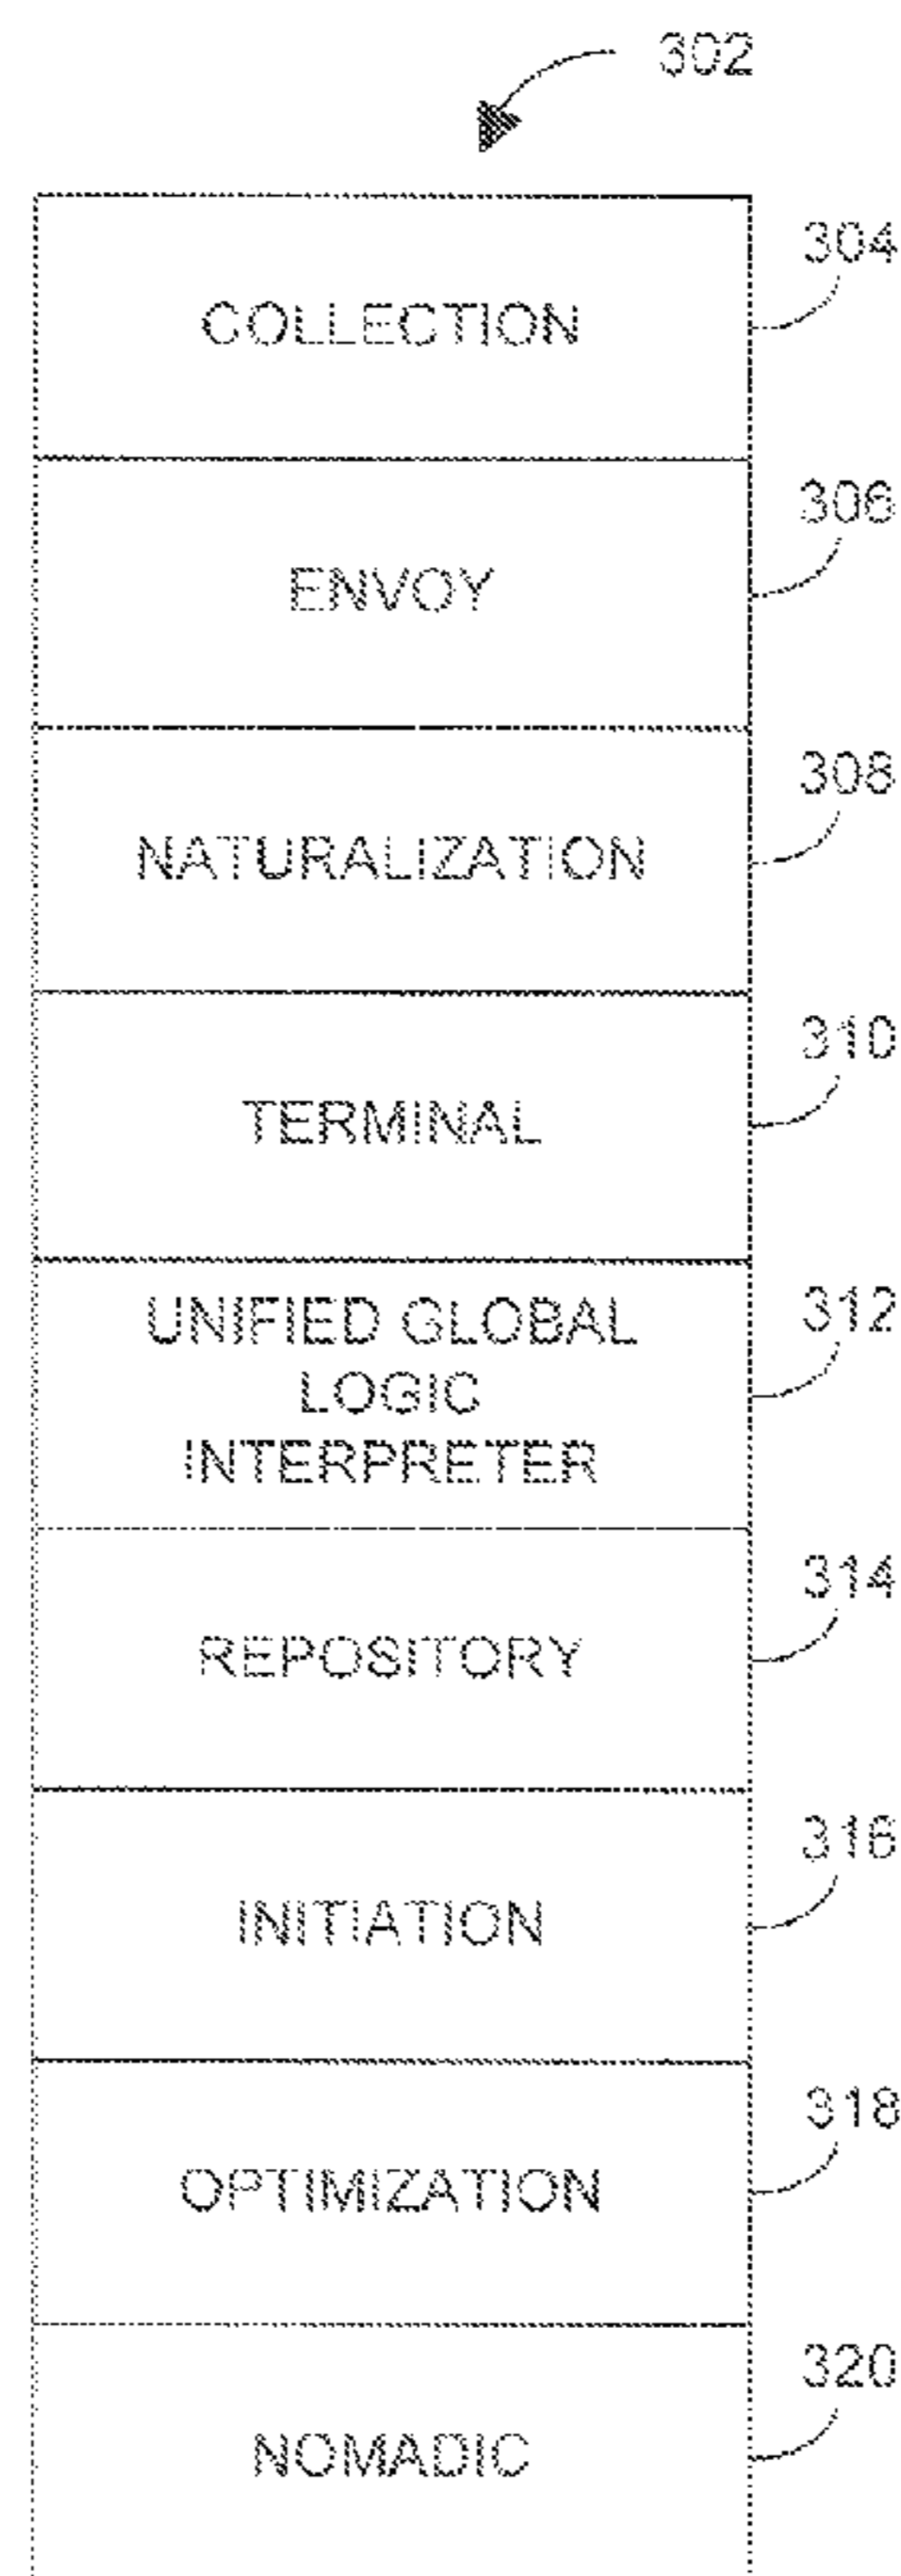 302
COLLECTION
304
ENVOY
306
NATURALIZATION
308
TERMINAL
310
UNIFIED GLOBAL
LOGIC
INTERPRETER
312
REPOSITORY
314
INITIATION
316
OPTIMIZATION
318
NOMADIC
320